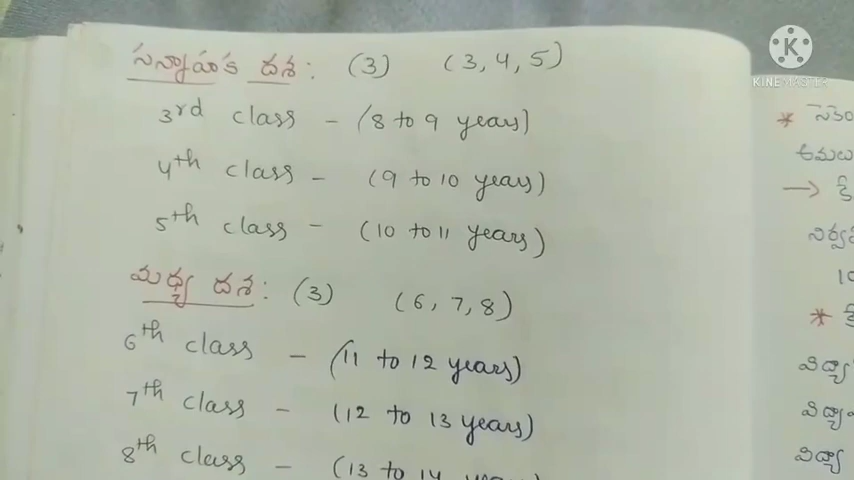 సన్నాహక దశ: (3) (3, 4, 5)
3rd class - (8 to 9 years)
4th class - (9 to 10 years)
5th class - (10 to 11 years)
మధ్య దశ: (3) (6, 7, 8)
6th class - (11 to 12 years)
7th class - (12 to 13 years)
8th class - (13 to 14
KINEMASTER
* సెకం
అమలు
→
*
విద్యా
విద్యా
విద్యా